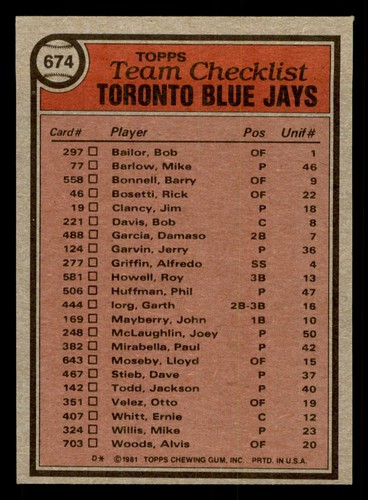 674
TOPPS
Team Checklist
TORONTO BLUE JAYS
Card# Player Pos Unif#
297 Bailor, Bob OF 1
77 Barlow, Mike P 46
558 Bonnell, Barry OF 9
46 Bosetti, Rick OF 22
19 Clancy, Jim P 18
221 Davis, Bob C 8
488 Garcia, Damaso 2B 7
124 Garvin, Jerry P 36
277 Griffin, Alfredo SS 4
581 Howell, Roy 3B 13
506 Huffman, Phil P 47
444 Iorg, Garth 2B-3B 16
169 Mayberry, John 1B 10
248 McLaughlin, Joey P 50
382 Mirabella, Paul P 42
643 Moseby, Lloyd OF 15
467 Stieb, Dave P 37
142 Todd, Jackson P 40
351 Velez, Otto OF 19
407 Whitt, Ernie C 12
324 Willis, Mike P 23
703 Woods, Alvis OF 20
D* ©1981 TOPPS CHEWING GUM, INC. PRTD. IN U.S.A.